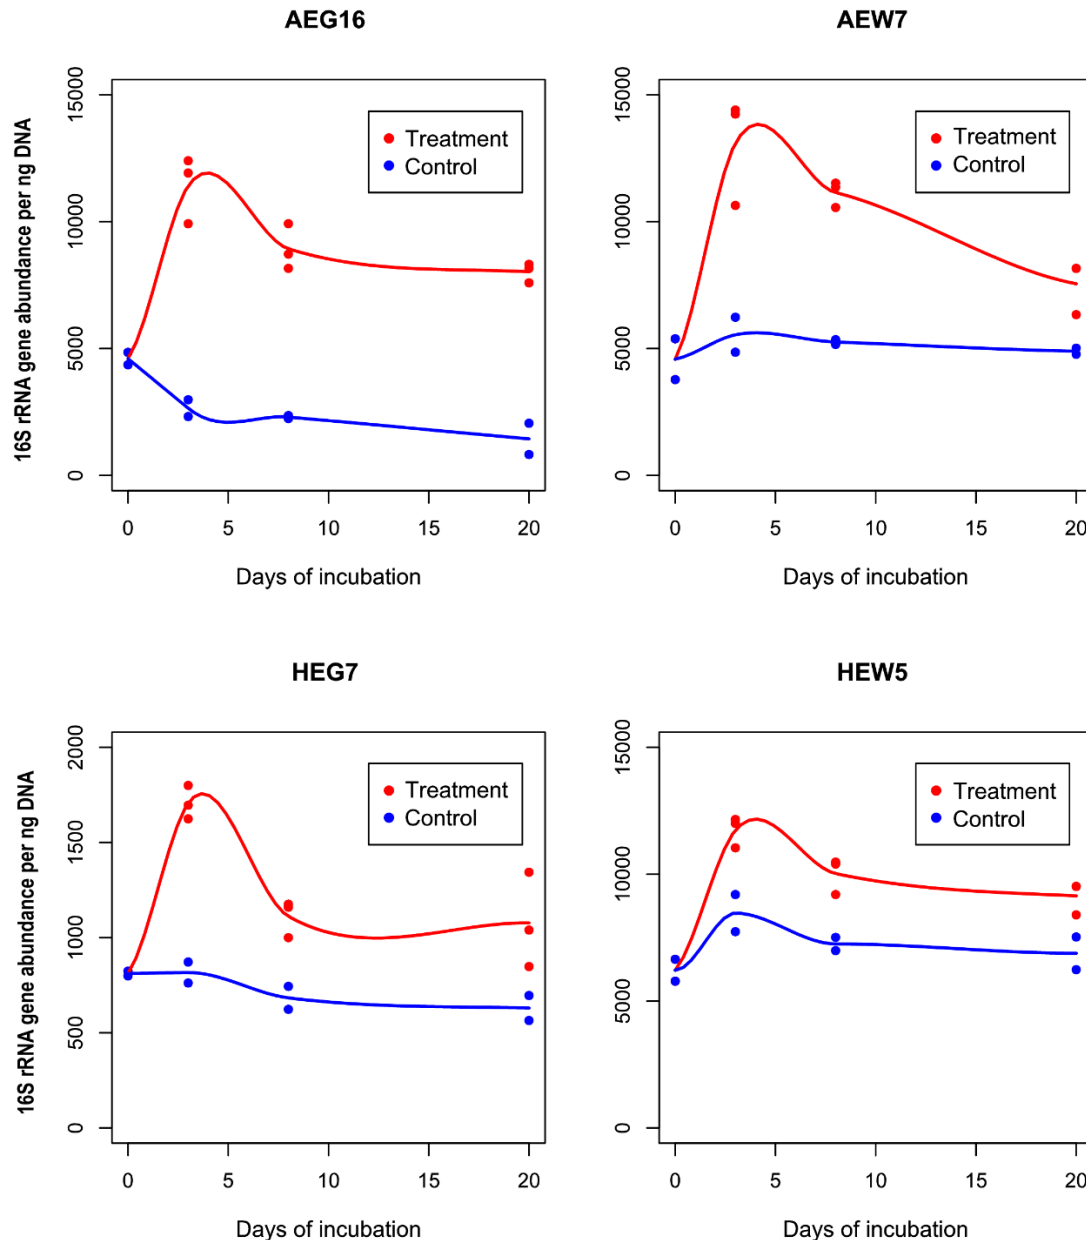 AEG16
16S rRNA gene abundance per ng DNA
15000
10000
5000
0
Treatment
Control
0 5 10 15 20
Days of incubation
AEW7
15000
10000
5000
0
Treatment
Control
0 5 10 15 20
Days of incubation
HEG7
16S rRNA gene abundance per ng DNA
2000
1500
1000
500
0
Treatment
Control
0 5 10 15 20
Days of incubation
HEW5
15000
10000
5000
0
Treatment
Control
0 5 10 15 20
Days of incubation